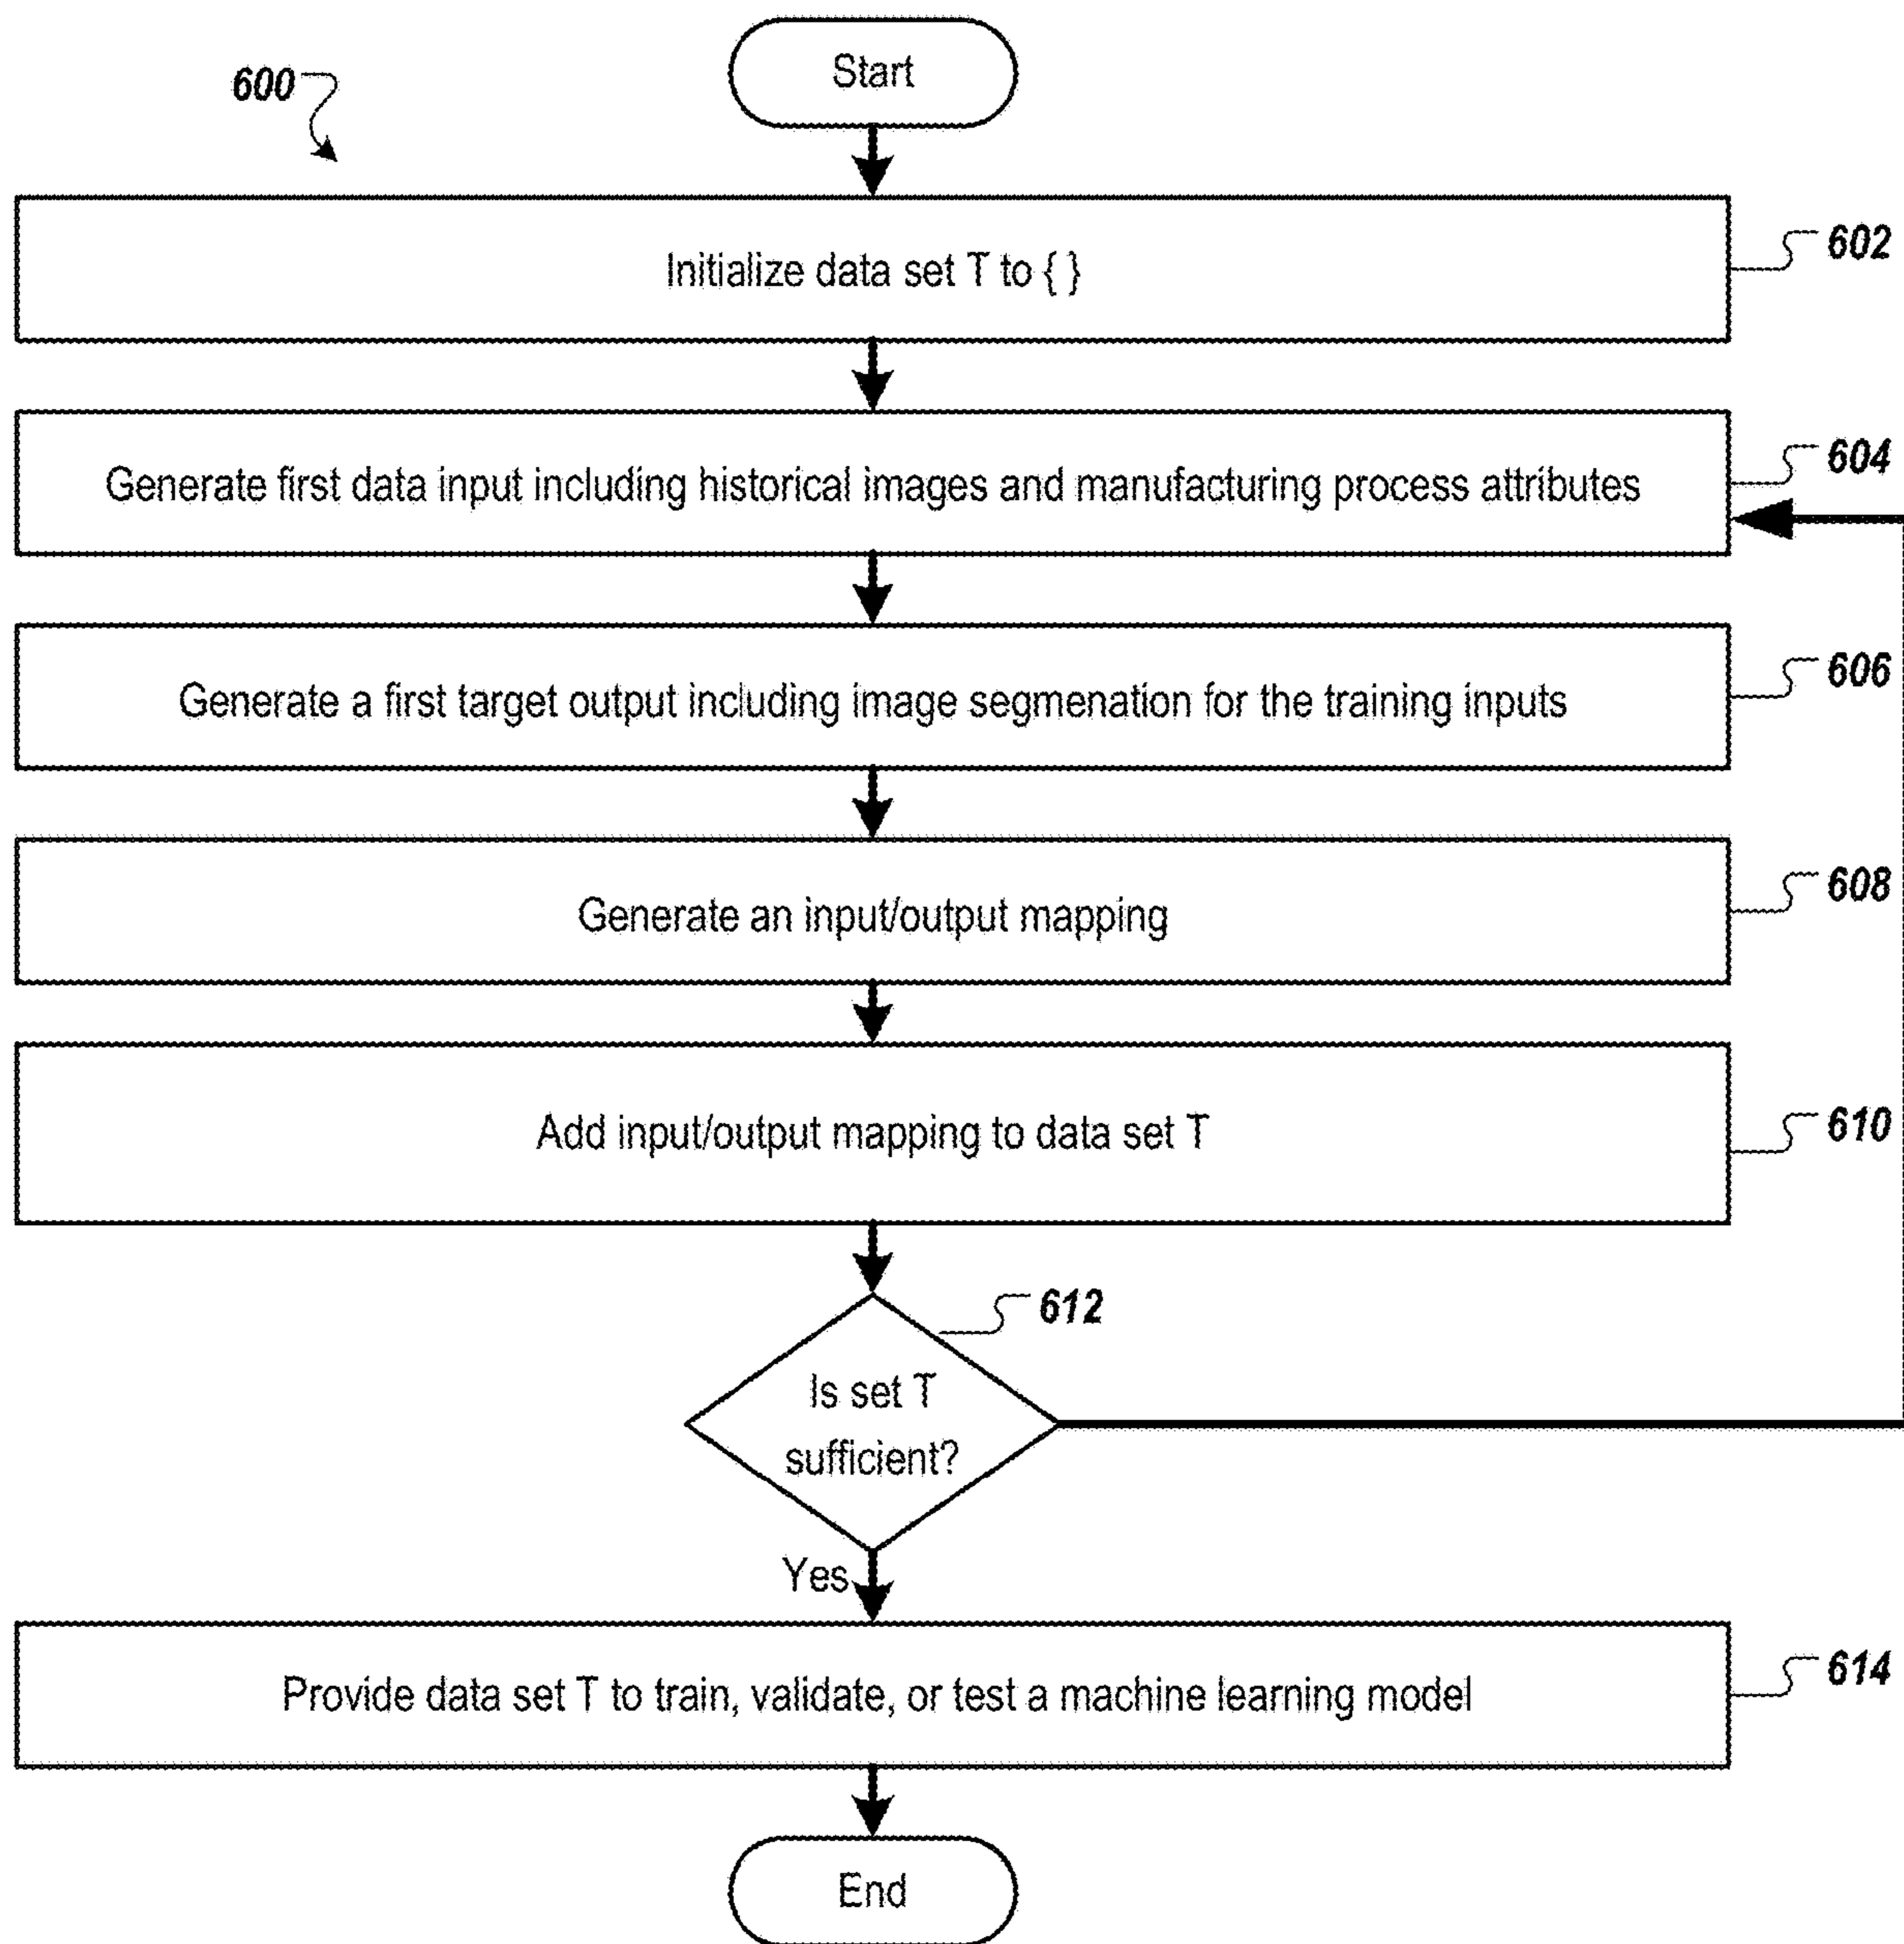 600
Start
Initialize data set T to { }
602
Generate first data input including historical images and manufacturing process attributes
604
Generate a first target output including image segmenation for the training inputs
606
Generate an input/output mapping
608
Add input/output mapping to data set T
610
612
Is set T
sufficient?
Yes
Provide data set T to train, validate, or test a machine learning model
614
End